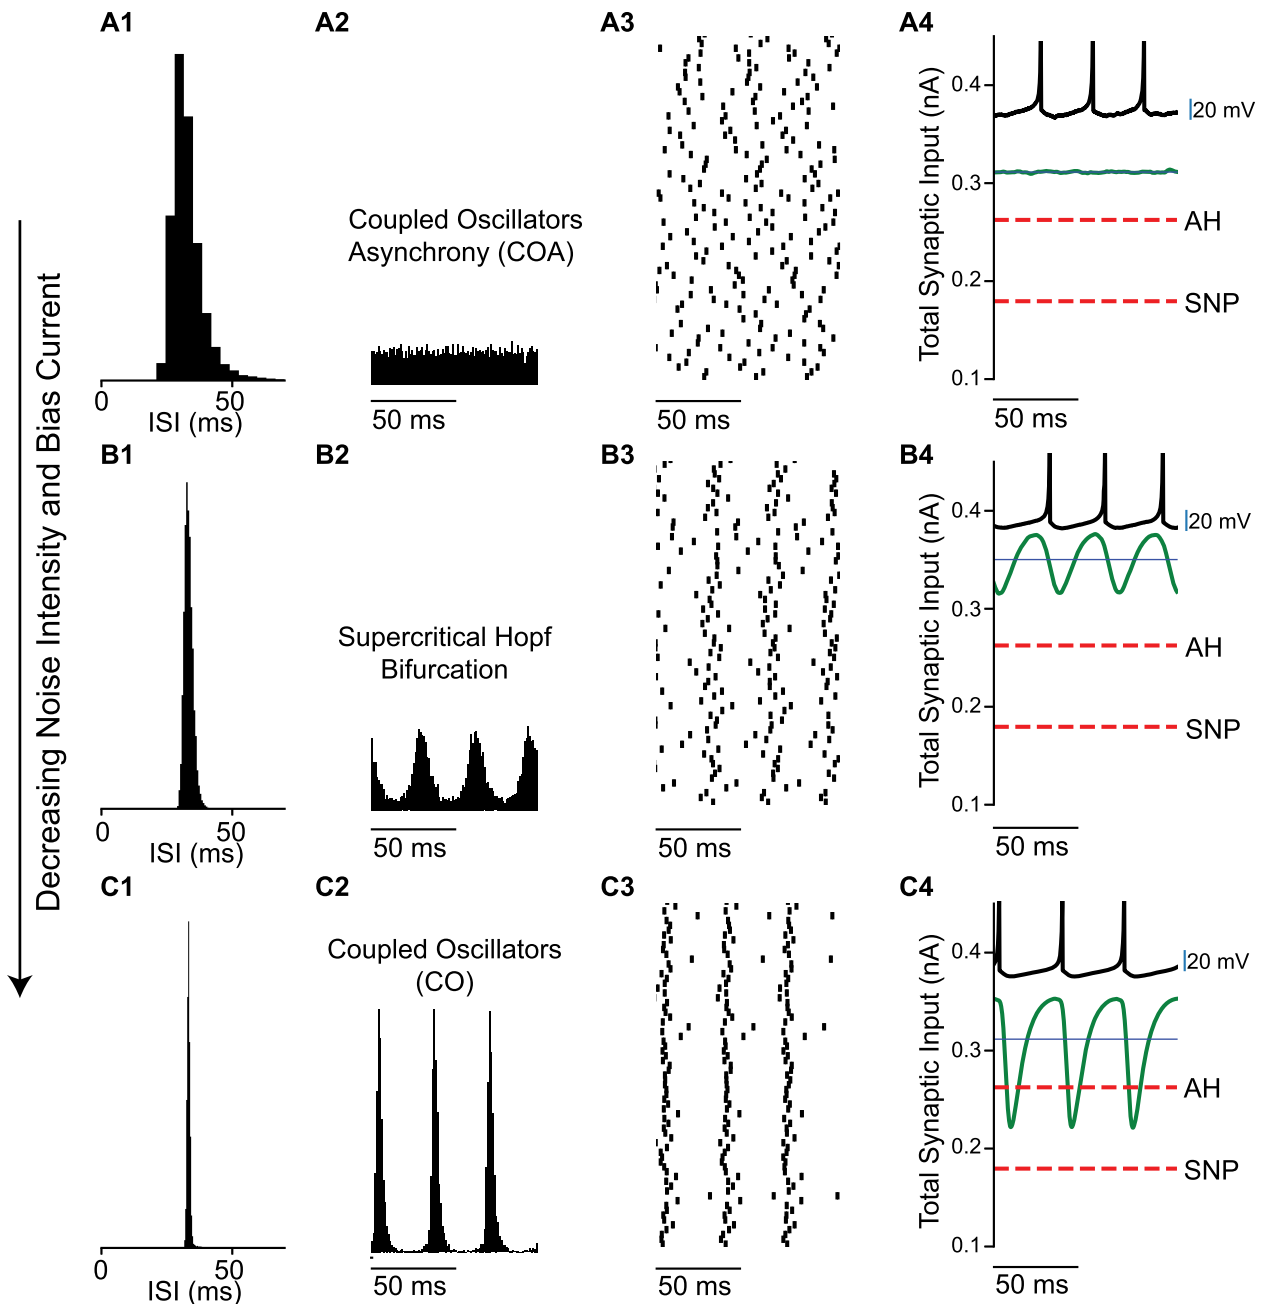 A1
A2
A3
A4
Decreasing Noise Intensity and Bias Current
0
50
ISI (ms)
Coupled Oscillators
Asynchrony (COA)
50 ms
50 ms
Total Synaptic Input (nA)
0.4
0.3
0.2
0.1
20 mV
AH
SNP
50 ms
B1
B2
B3
B4
0
50
ISI (ms)
Supercritical Hopf
Bifurcation
50 ms
50 ms
Total Synaptic Input (nA)
0.4
0.3
0.2
0.1
20 mV
AH
SNP
50 ms
C1
C2
C3
C4
0
50
ISI (ms)
Coupled Oscillators
(CO)
50 ms
50 ms
Total Synaptic Input (nA)
0.4
0.3
0.2
0.1
20 mV
AH
SNP
50 ms